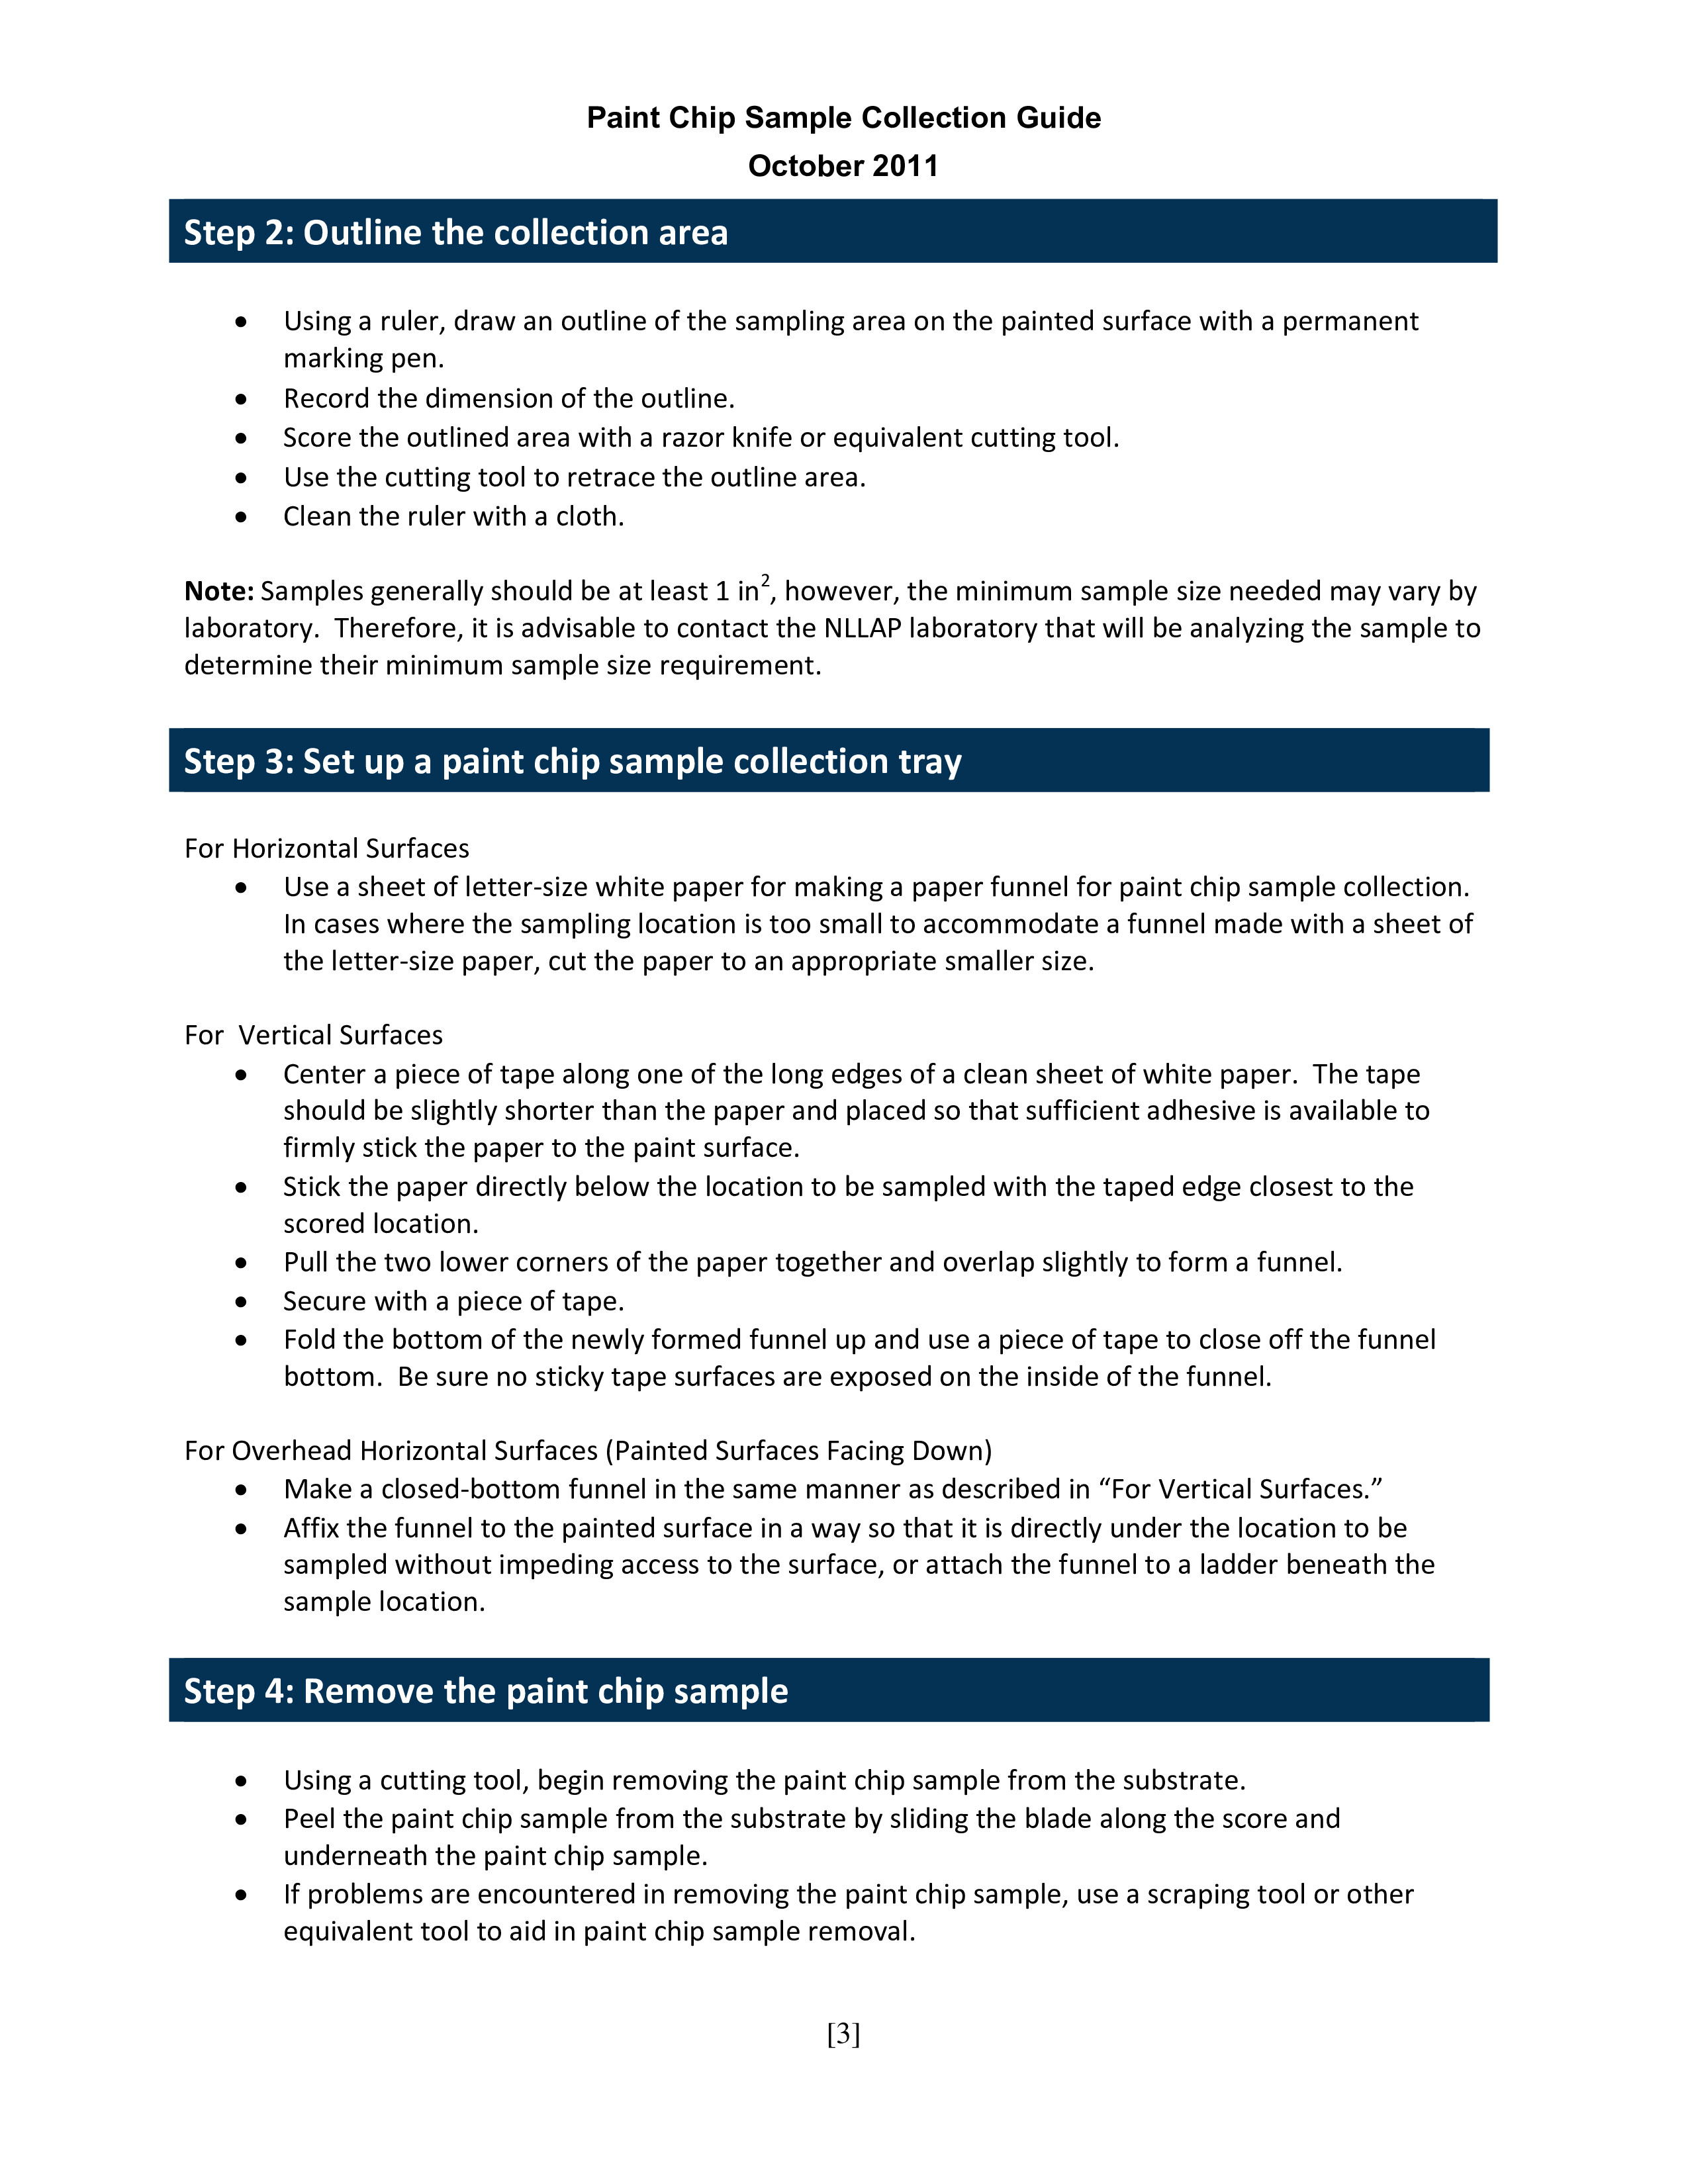 Paint Chip Sample Collection Guide
October 2011
Step 2: Outline the collection area
• Using a ruler, draw an outline of the sampling area on the painted surface with a permanent
marking pen.
• Record the dimension of the outline.
• Score the outlined area with a razor knife or equivalent cutting tool.
• Use the cutting tool to retrace the outline area.
• Clean the ruler with a cloth.
Note: Samples generally should be at least 1 in², however, the minimum sample size needed may vary by
laboratory.  Therefore, it is advisable to contact the NLLAP laboratory that will be analyzing the sample to
determine their minimum sample size requirement.
Step 3: Set up a paint chip sample collection tray
For Horizontal Surfaces
• Use a sheet of letter-size white paper for making a paper funnel for paint chip sample collection.
In cases where the sampling location is too small to accommodate a funnel made with a sheet of
the letter-size paper, cut the paper to an appropriate smaller size.
For  Vertical Surfaces
• Center a piece of tape along one of the long edges of a clean sheet of white paper.  The tape
should be slightly shorter than the paper and placed so that sufficient adhesive is available to
firmly stick the paper to the paint surface.
• Stick the paper directly below the location to be sampled with the taped edge closest to the
scored location.
• Pull the two lower corners of the paper together and overlap slightly to form a funnel.
• Secure with a piece of tape.
• Fold the bottom of the newly formed funnel up and use a piece of tape to close off the funnel
bottom.  Be sure no sticky tape surfaces are exposed on the inside of the funnel.
For Overhead Horizontal Surfaces (Painted Surfaces Facing Down)
• Make a closed-bottom funnel in the same manner as described in “For Vertical Surfaces.”
• Affix the funnel to the painted surface in a way so that it is directly under the location to be
sampled without impeding access to the surface, or attach the funnel to a ladder beneath the
sample location.
Step 4: Remove the paint chip sample
• Using a cutting tool, begin removing the paint chip sample from the substrate.
• Peel the paint chip sample from the substrate by sliding the blade along the score and
underneath the paint chip sample.
• If problems are encountered in removing the paint chip sample, use a scraping tool or other
equivalent tool to aid in paint chip sample removal.
[3]